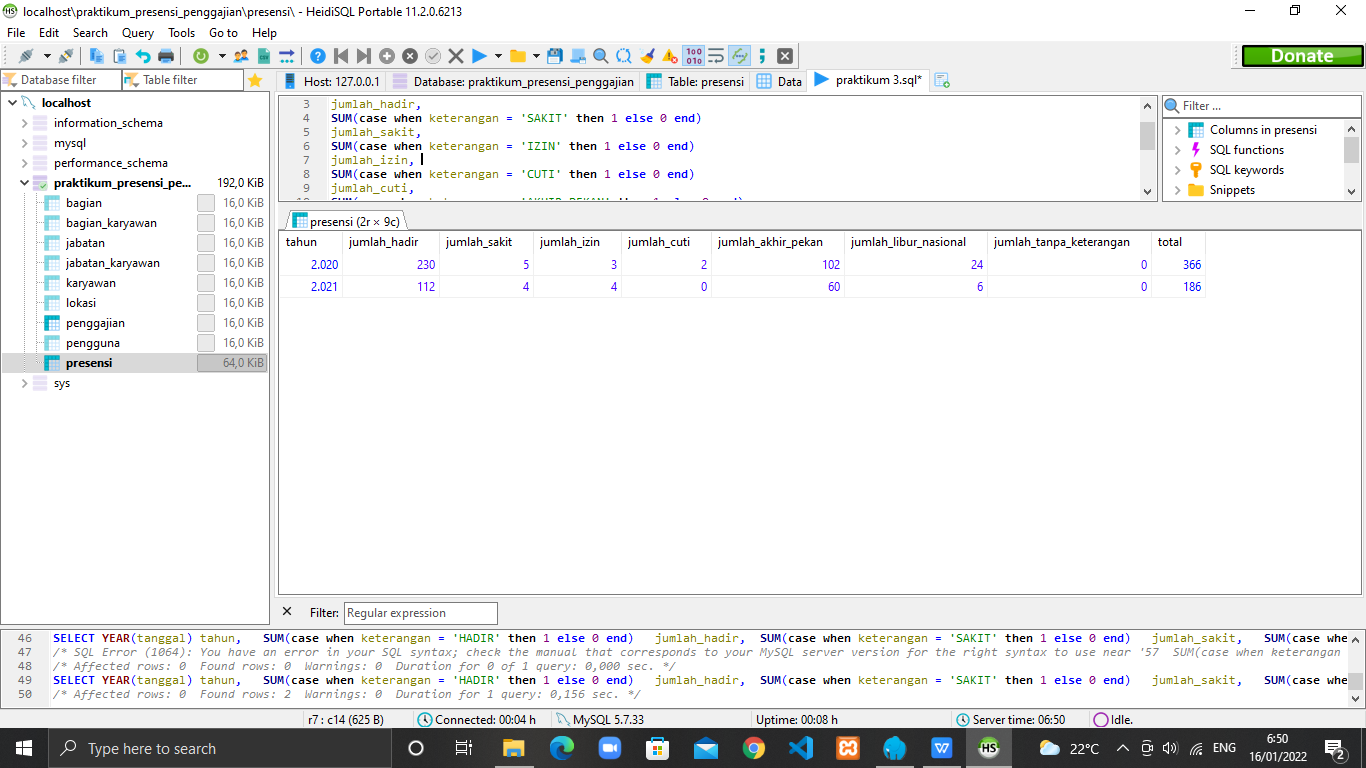 localhost\praktikum_presensi_penggajian\presensi\ - HeidiSQL Portable 11.2.0.6213
File Edit Search Query Tools Go to Help
Donate
Database filter Table filter
Host: 127.0.0.1 Database: praktikum_presensi_penggajian Table: presensi Data praktikum 3.sql*
localhost
information_schema
mysql
performance_schema
praktikum_presensi_pe... 192,0 KiB
bagian 16,0 KiB
bagian_karyawan 16,0 KiB
jabatan 16,0 KiB
jabatan_karyawan 16,0 KiB
karyawan 16,0 KiB
lokasi 16,0 KiB
penggajian 16,0 KiB
pengguna 16,0 KiB
presensi 64,0 KiB
sys
3 jumlah_hadir,
4 SUM(case when keterangan = 'SAKIT' then 1 else 0 end)
5 jumlah_sakit,
6 SUM(case when keterangan = 'IZIN' then 1 else 0 end)
7 jumlah_izin,
8 SUM(case when keterangan = 'CUTI' then 1 else 0 end)
9 jumlah_cuti,
Filter ...
Columns in presensi
SQL functions
SQL keywords
Snippets
presensi (2r × 9c)
tahun jumlah_hadir jumlah_sakit jumlah_izin jumlah_cuti jumlah_akhir_pekan jumlah_libur_nasional jumlah_tanpa_keterangan total
2.020 230 5 3 2 102 24 0 366
2.021 112 4 4 0 60 6 0 186
Filter: Regular expression
46 SELECT YEAR(tanggal) tahun, SUM(case when keterangan = 'HADIR' then 1 else 0 end) jumlah_hadir, SUM(case when keterangan = 'SAKIT' then 1 else 0 end) jumlah_sakit, SUM(case whe
47 /* SQL Error (1064): You have an error in your SQL syntax; check the manual that corresponds to your MySQL server version for the right syntax to use near '57 SUM(case when keterangan
48 /* Affected rows: 0 Found rows: 0 Warnings: 0 Duration for 0 of 1 query: 0,000 sec. */
49 SELECT YEAR(tanggal) tahun, SUM(case when keterangan = 'HADIR' then 1 else 0 end) jumlah_hadir, SUM(case when keterangan = 'SAKIT' then 1 else 0 end) jumlah_sakit, SUM(case whe
50 /* Affected rows: 0 Found rows: 2 Warnings: 0 Duration for 1 query: 0,156 sec. */
r7 : c14 (625 B) Connected: 00:04 h MySQL 5.7.33 Uptime: 00:08 h Server time: 06:50 Idle.
Type here to search
HS
22°C ENG
6:50
16/01/2022
2